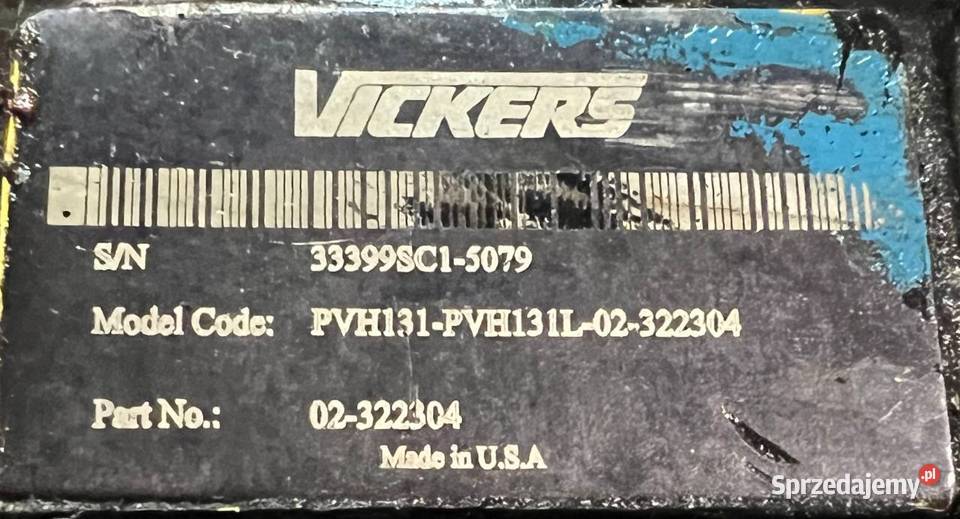 VICKERS
S/N 33399SC1-5079
Model Code: PVH131-PVH131L-02-322304
Part No.: 02-322304
Made in U.S.A
Sprzedajemy.pl